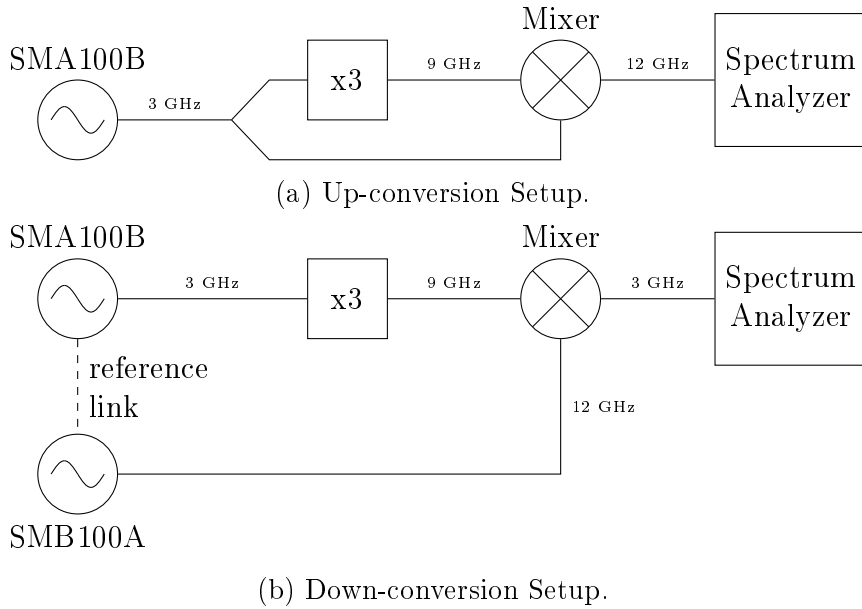 SMA100B
3 GHz
x3
9 GHz
Mixer
12 GHz
Spectrum
Analyzer
(a) Up-conversion Setup.
SMA100B
3 GHz
x3
9 GHz
Mixer
3 GHz
Spectrum
Analyzer
reference
link
12 GHz
SMB100A
(b) Down-conversion Setup.